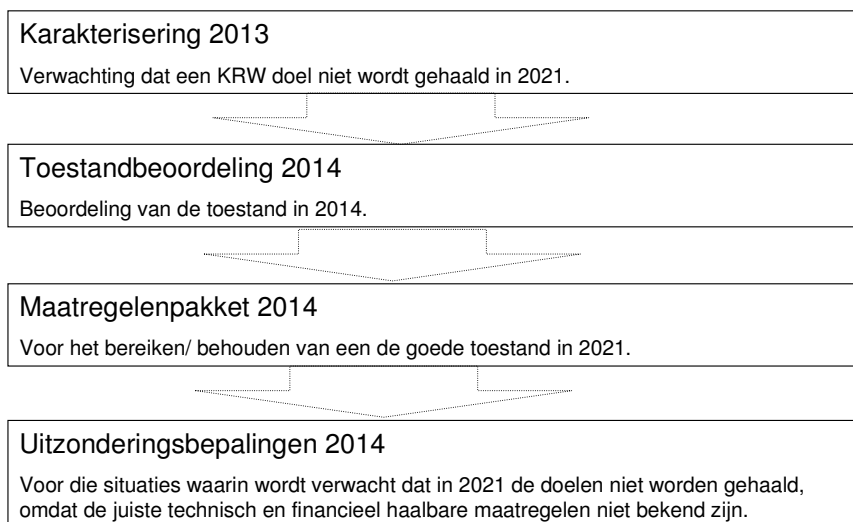 Karakterisering 2013
Verwachting dat een KRW doel niet wordt gehaald in 2021.
Toestandbeoordeling 2014
Beoordeling van de toestand in 2014.
Maatregelenpakket 2014
Voor het bereiken/ behouden van een de goede toestand in 2021.
Uitzonderingsbepalingen 2014
Voor die situaties waarin wordt verwacht dat in 2021 de doelen niet worden gehaald,
omdat de juiste technisch en financieel haalbare maatregelen niet bekend zijn.